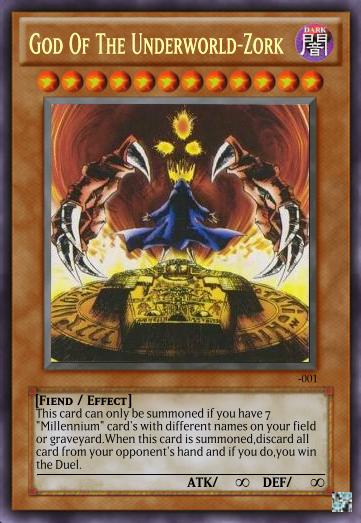 God Of The Underworld-Zork
DARK
闇
-001
[Fiend / Effect]
This card can only be summoned if you have 7
"Millennium" card's with different names on your field
or graveyard.When this card is summoned,discard all
card from your opponent's hand and if you do,you win
the Duel.
ATK/ ∞ DEF/ ∞